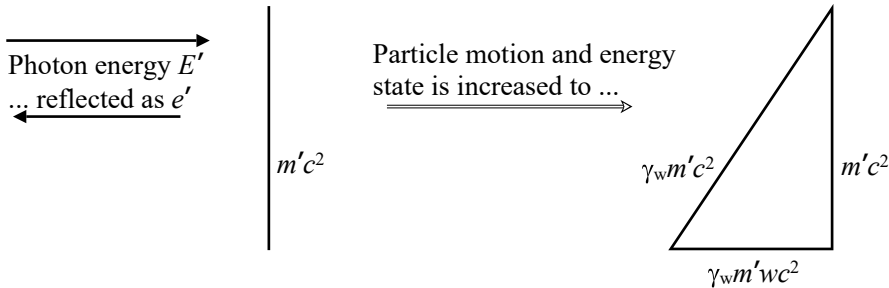 Photon energy E′
... reflected as e′
Particle motion and energy
state is increased to ...
m′c²
γwm′c²
m′c²
γwm′wc²